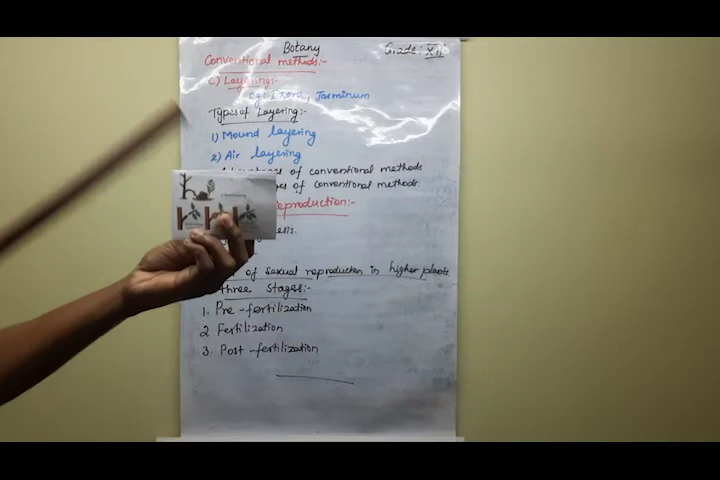 Botany
Grade: XII
Conventional methods:-
c) Layering:-
eg: Ixora, Jasminum
Types of Layering:-
1) Mound layering
2) Air layering
of conventional methods
of conventional methods.
reproduction:-
of sexual reproduction in higher plants
three stages:-
1. Pre-fertilization
2 Fertilization
3. Post-fertilization